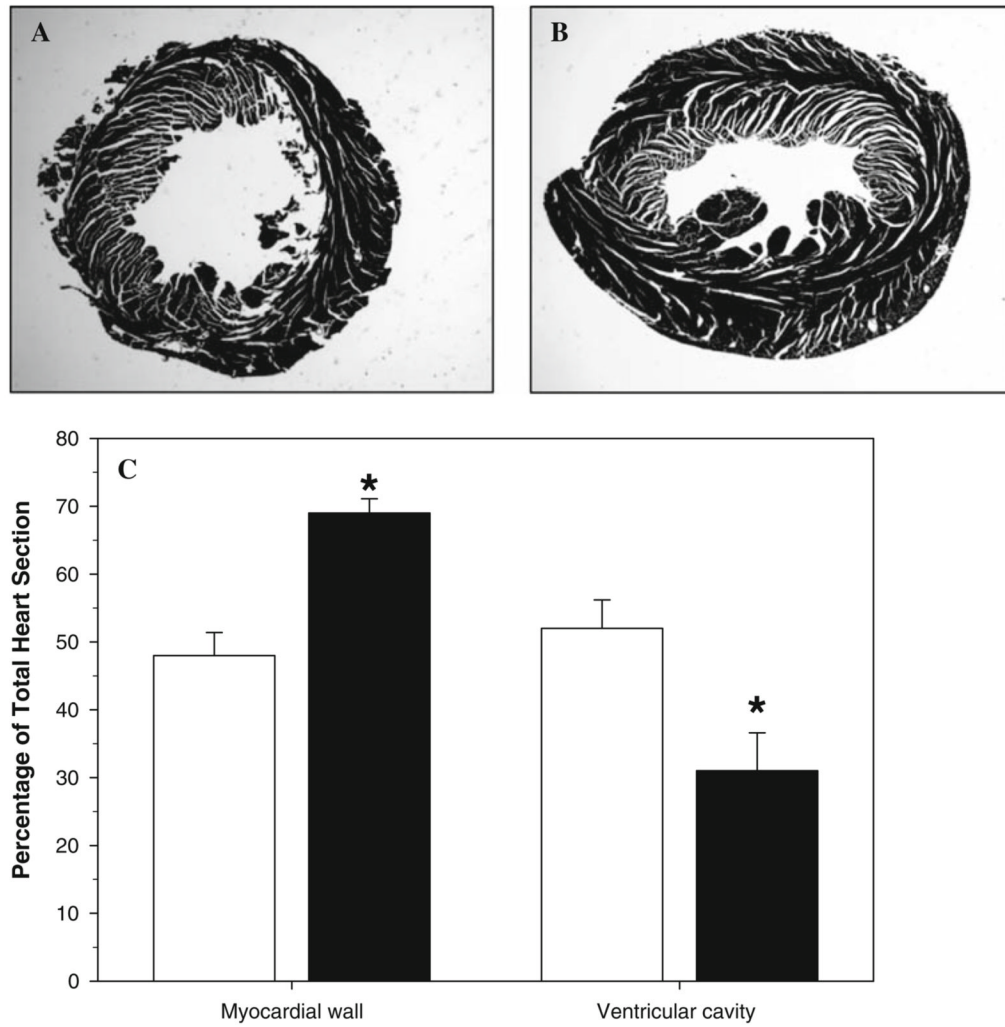 A
B
C
80
70
60
50
40
30
20
10
0
Percentage of Total Heart Section
*
*
Myocardial wall
Ventricular cavity